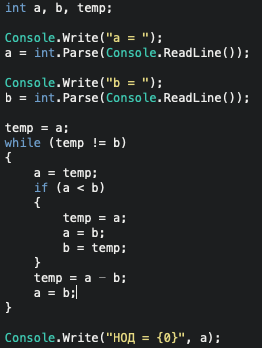 int a, b, temp;
Console.Write("a = ");
a = int.Parse(Console.ReadLine());
Console.Write("b = ");
b = int.Parse(Console.ReadLine());
temp = a;
while (temp != b)
{
a = temp;
if (a < b)
{
temp = a;
a = b;
b = temp;
}
temp = a - b;
a = b;
}
Console.Write("НОД = {0}", a);